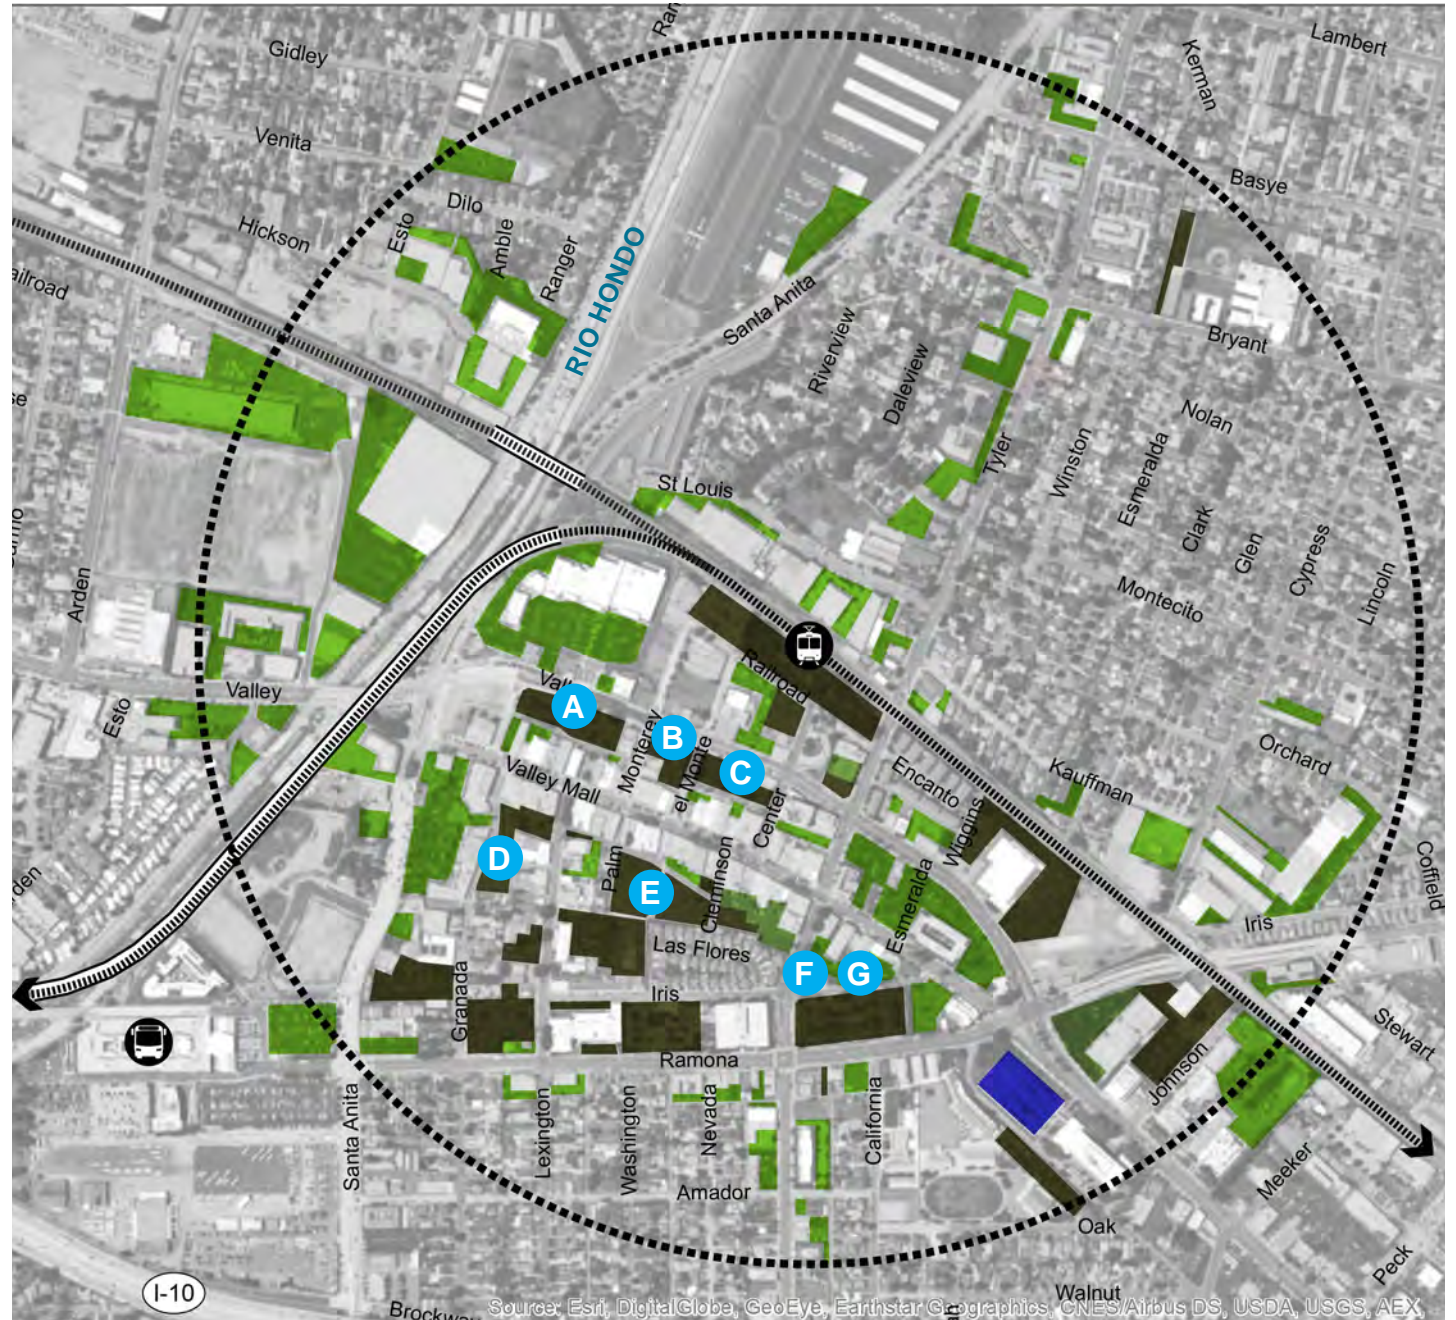 Lambert
Gidley
Kerman
Venita
Basye
Dilo
Hickson
Esto
Amble
Ranger
RIO HONDO
Santa Anita
Riverview
Bryant
Daleview
Nolan
Tyler
Winston
Esmeralda
St Louis
Clark
Glen
Cypress
Lincoln
Arden
Montecito
Railroad
Valley
Esto
A
Monterey
B
el Monte
C
Orchard
Valley Mall
Encanto
Kauffman
Center
Wiggins
D
Palm
E
Cleminson
Esmeralda
Coffield
Las Flores
Iris
F
G
Iris
Granada
Stewart
Ramona
Johnson
Santa Anita
Lexington
Washington
Nevada
California
Amador
Meeker
Oak
Peck
I-10
Walnut
Source: Esri, DigitalGlobe, GeoEye, Earthstar Geographics, CNES/Airbus DS, USDA, USGS, AEX,